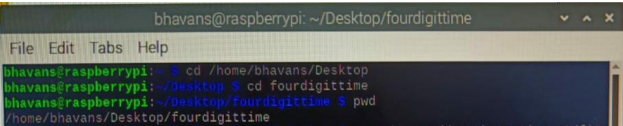 bhavans@raspberrypi: ~/Desktop/fourdigittime
File Edit Tabs Help
bhavans@raspberrypi:~ $ cd /home/bhavans/Desktop
bhavans@raspberrypi:~/Desktop $ cd fourdigittime
bhavans@raspberrypi:~/Desktop/fourdigittime $ pwd
/home/bhavans/Desktop/fourdigittime